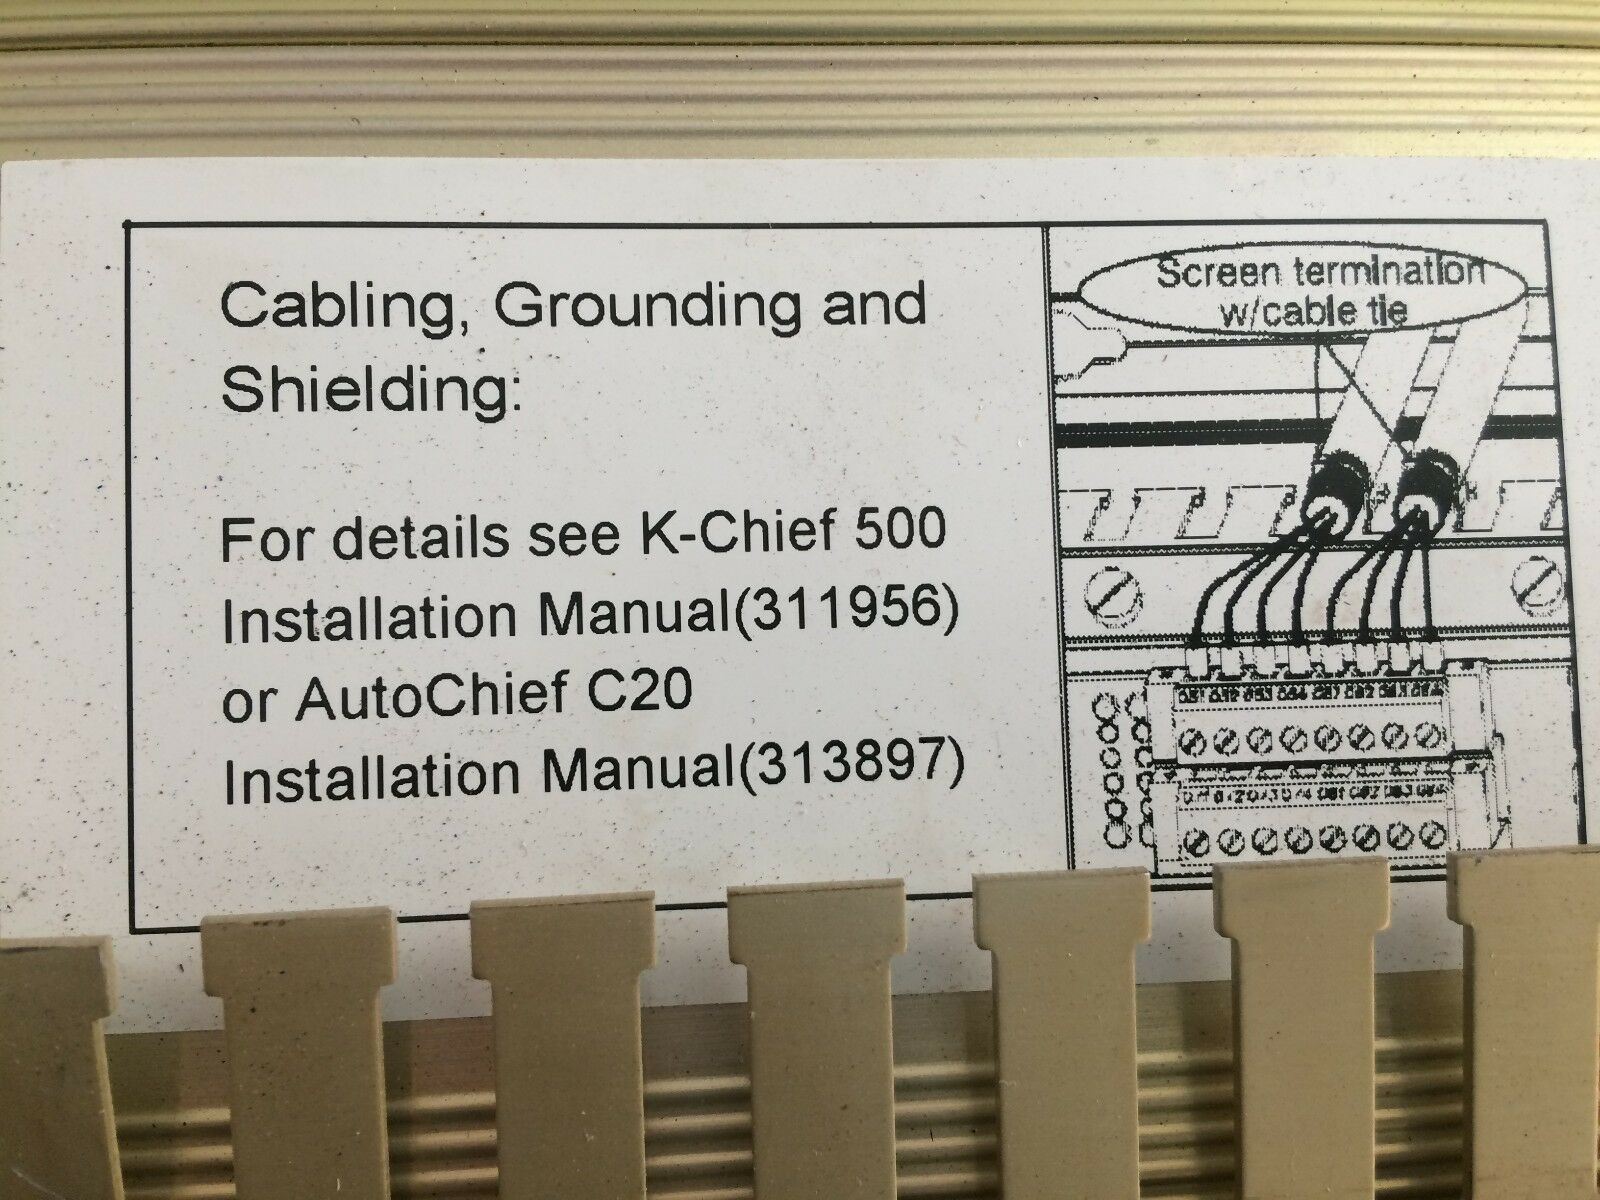 Cabling, Grounding and
Shielding:
For details see K-Chief 500
Installation Manual(311956)
or AutoChief C20
Installation Manual(313897)
Screen termination
w/cable tie